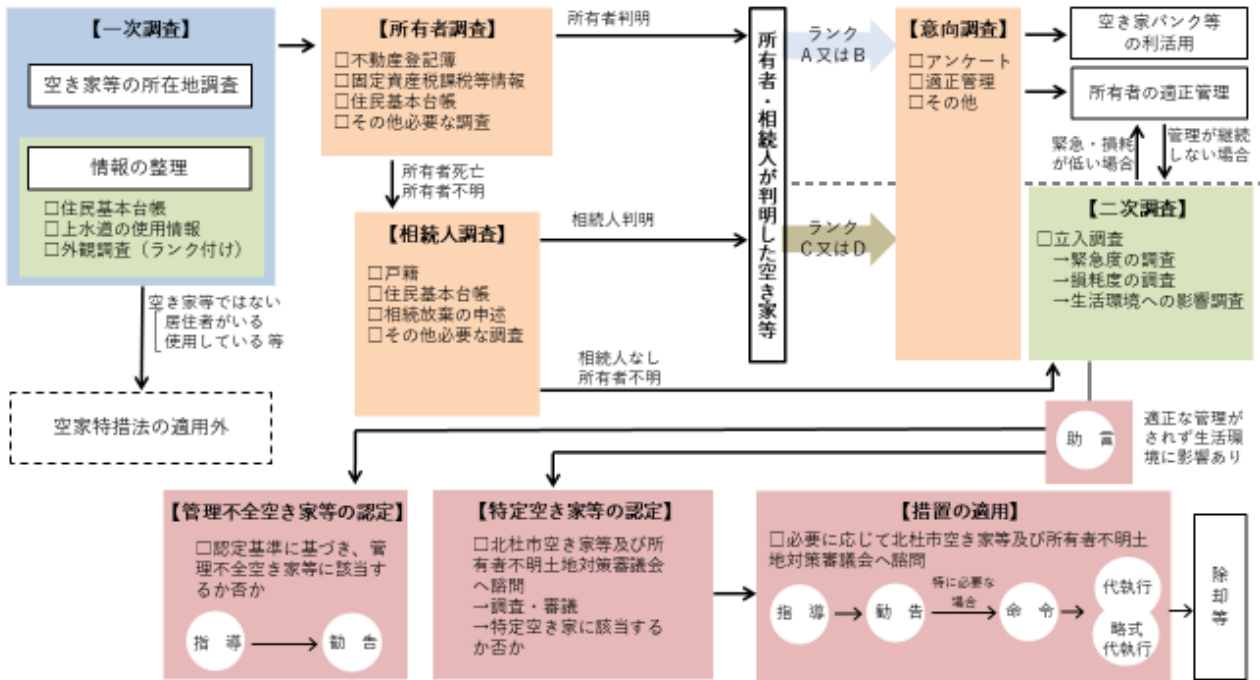 【一次調査】
空き家等の所在地調査
情報の整理
□住民基本台帳
□上水道の使用情報
□外観調査（ランク付け）
空き家等ではない
居住者がいる
使用している 等
空家特措法の適用外
【所有者調査】
□不動産登記簿
□固定資産税課税等情報
□住民基本台帳
□その他必要な調査
所有者判明
所有者死亡
所有者不明
【相続人調査】
□戸籍
□住民基本台帳
□相続放棄の申述
□その他必要な調査
相続人判明
相続人なし
所有者不明
所有者・相続人が判明した空き家等
ランク
A又はB
ランク
C又はD
【意向調査】
□アンケート
□適正管理
□その他
空き家バンク等
の利活用
所有者の適正管理
緊急・損耗
が低い場合
管理が継続
しない場合
【二次調査】
□立入調査
→緊急度の調査
→損耗度の調査
→生活環境への影響調査
助 言
適正な管理が
されず生活環
境に影響あり
【管理不全空き家等の認定】
□認定基準に基づき、管
理不全空き家等に該当す
るか否か
指 導
勧 告
【特定空き家等の認定】
□北杜市空き家等及び所
有者不明土地対策審議会
へ諮問
→調査・審議
→特定空き家に該当する
か否か
【措置の適用】
□必要に応じて北杜市空き家等及び所有者不明土
地対策審議会へ諮問
指 導
勧 告
特に必要な
場合
命 令
代執行
略式
代執行
除却等